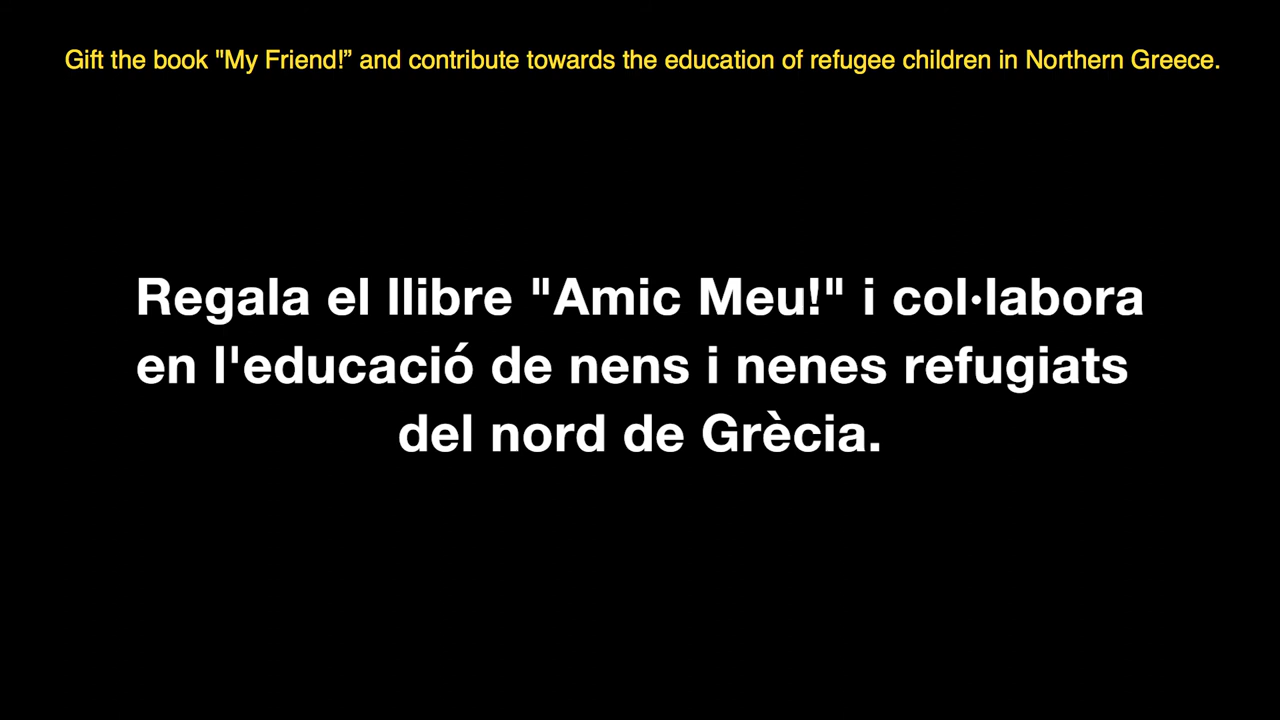 Gift the book "My Friend!” and contribute towards the education of refugee children in Northern Greece.
Regala el llibre "Amic Meu!" i col·labora
en l'educació de nens i nenes refugiats
del nord de Grècia.